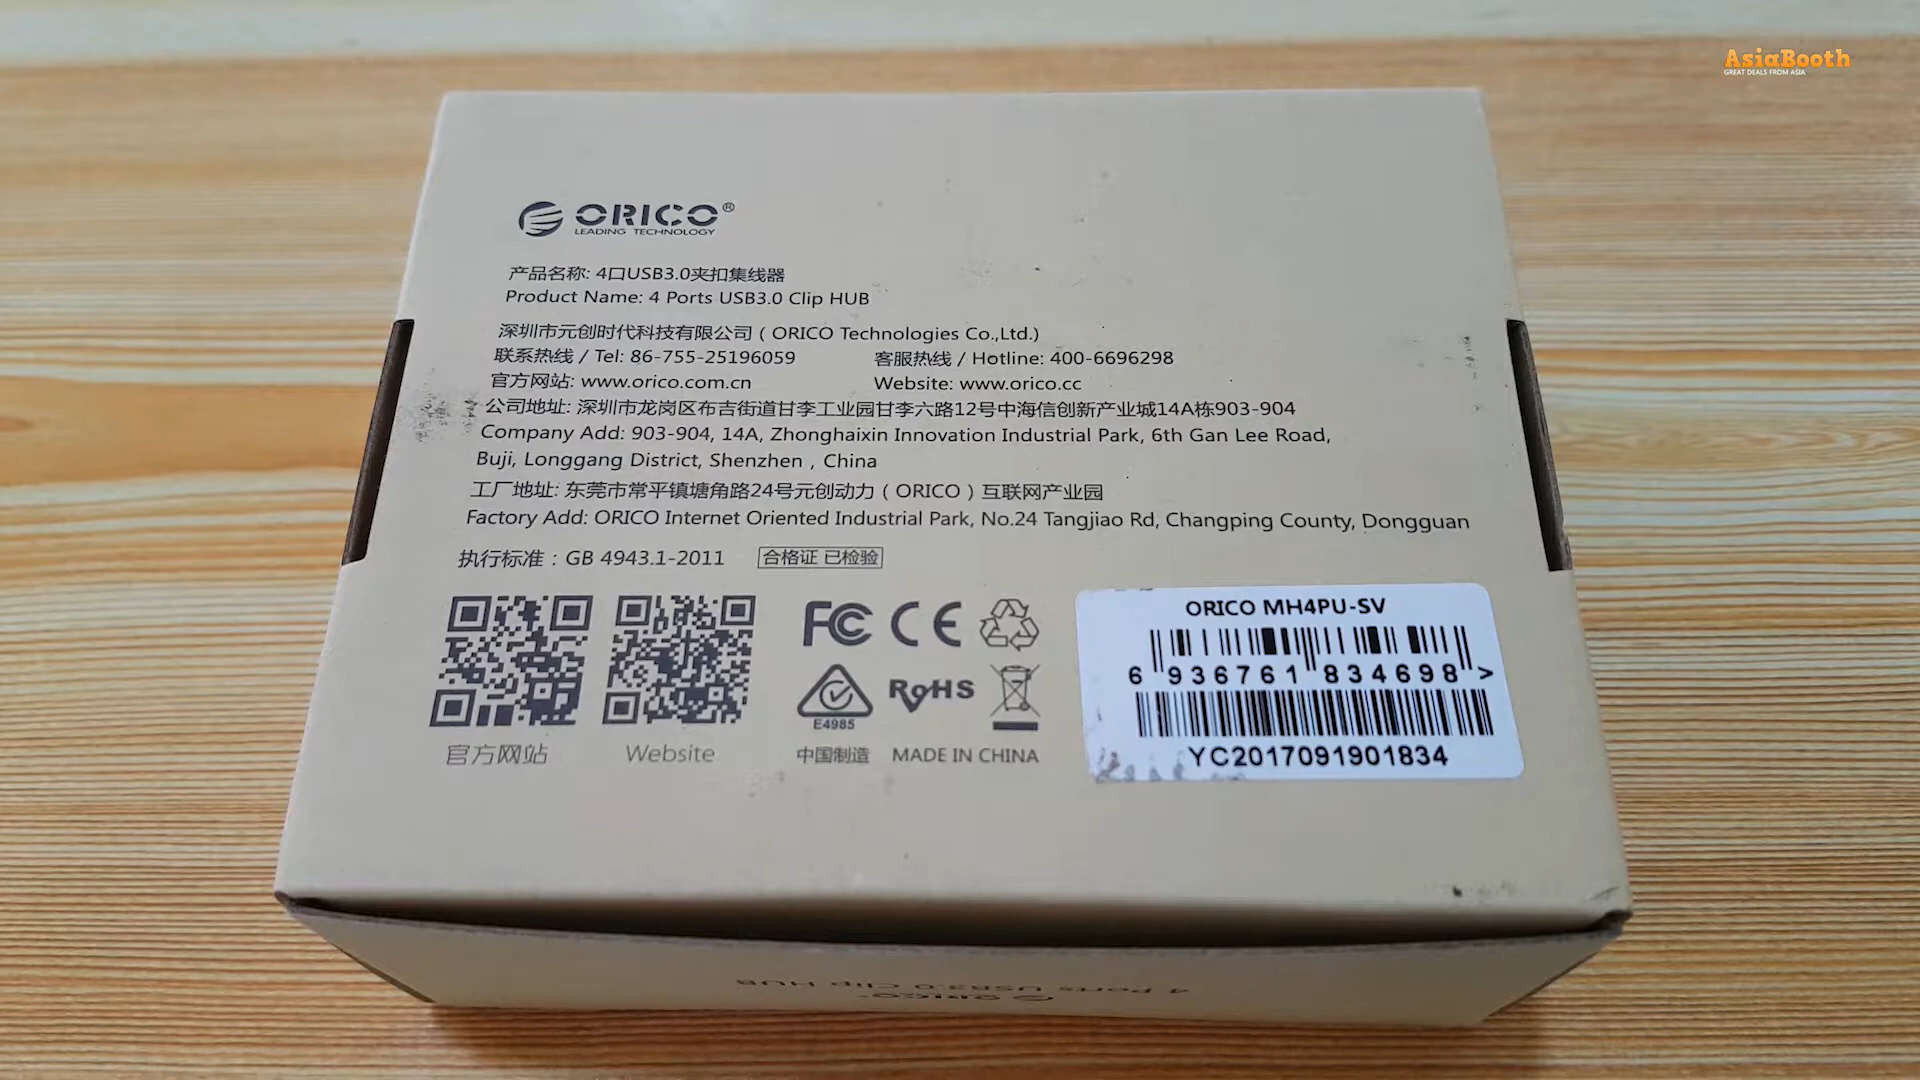 AsiaBooth
GREAT DEALS FROM ASIA
ORICO®
LEADING TECHNOLOGY
产品名称: 4口USB3.0夹扣集线器
Product Name: 4 Ports USB3.0 Clip HUB
深圳市元创时代科技有限公司 ( ORICO Technologies Co.,Ltd.)
联系热线 / Tel: 86-755-25196059 客服热线 / Hotline: 400-6696298
官方网站: www.orico.com.cn Website: www.orico.cc
公司地址: 深圳市龙岗区布吉街道甘李工业园甘李六路12号中海信创新产业城14A栋903-904
Company Add: 903-904, 14A, Zhonghaixin Innovation Industrial Park, 6th Gan Lee Road,
Buji, Longgang District, Shenzhen , China
工厂地址: 东莞市常平镇塘角路24号元创动力 ( ORICO ) 互联网产业园
Factory Add: ORICO Internet Oriented Industrial Park, No.24 Tangjiao Rd, Changping County, Dongguan
执行标准 : GB 4943.1-2011 合格证 已检验
FC CE
E4985
RoHS
官方网站 Website 中国制造 MADE IN CHINA
ORICO MH4PU-SV
6 936761 834698 >
YC2017091901834
4 Ports USB3.0 Clip HUB
ORICO